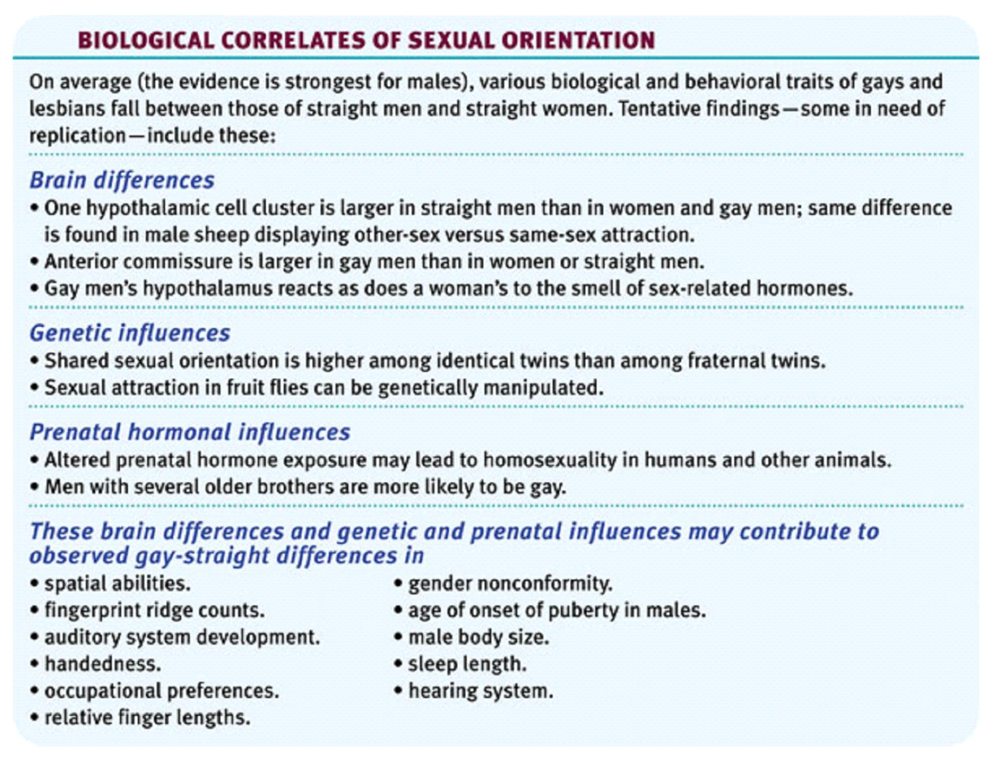 BIOLOGICAL CORRELATES OF SEXUAL ORIENTATION
On average (the evidence is strongest for males), various biological and behavioral traits of gays and
lesbians fall between those of straight men and straight women. Tentative findings—some in need of
replication—include these:
Brain differences
• One hypothalamic cell cluster is larger in straight men than in women and gay men; same difference
is found in male sheep displaying other-sex versus same-sex attraction.
• Anterior commissure is larger in gay men than in women or straight men.
• Gay men's hypothalamus reacts as does a woman's to the smell of sex-related hormones.
Genetic influences
• Shared sexual orientation is higher among identical twins than among fraternal twins.
• Sexual attraction in fruit flies can be genetically manipulated.
Prenatal hormonal influences
• Altered prenatal hormone exposure may lead to homosexuality in humans and other animals.
• Men with several older brothers are more likely to be gay.
These brain differences and genetic and prenatal influences may contribute to
observed gay-straight differences in
• spatial abilities.
• fingerprint ridge counts.
• auditory system development.
• handedness.
• occupational preferences.
• relative finger lengths.
• gender nonconformity.
• age of onset of puberty in males.
• male body size.
• sleep length.
• hearing system.